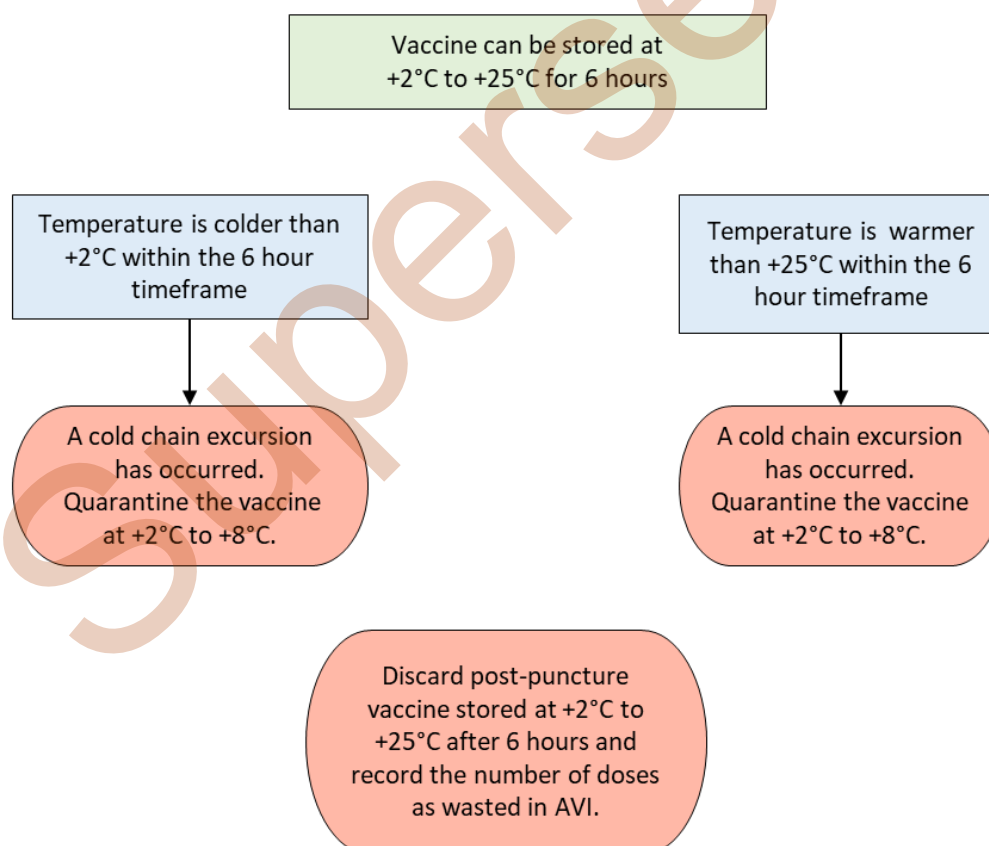 Vaccine can be stored at
+2°C to +25°C for 6 hours
Temperature is colder than
+2°C within the 6 hour
timeframe
Temperature is warmer
than +25°C within the 6
hour timeframe
A cold chain excursion
has occurred.
Quarantine the vaccine
at +2°C to +8°C.
A cold chain excursion
has occurred.
Quarantine the vaccine
at +2°C to +8°C.
Discard post-puncture
vaccine stored at +2°C to
+25°C after 6 hours and
record the number of doses
as wasted in AVI.
Superse